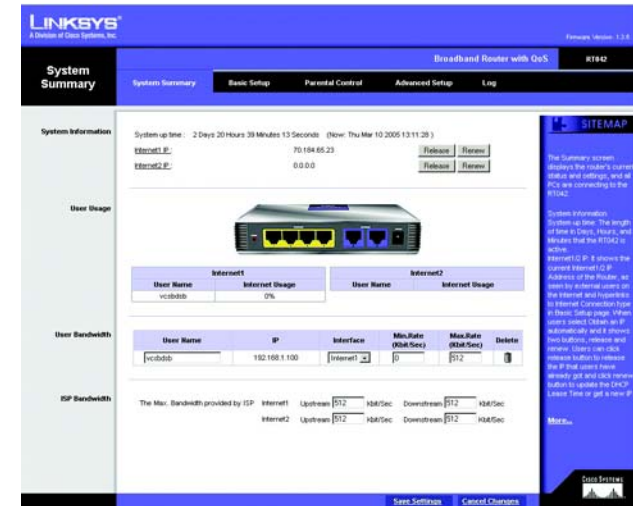 LINKSYS®
A Division of Cisco Systems, Inc.
Firmware Version: 1.3.8
Broadband Router with QoS
RT042
System Summary
System Summary
Basic Setup
Parental Control
Advanced Setup
Log
System Information
System up time : 2 Days 20 Hours 39 Minutes 13 Seconds (Now: Thu Mar 10 2005 13:11:28 )
Internet1 IP :
70.184.65.23
Release
Renew
Internet2 IP :
0.0.0.0
Release
Renew
User Usage
Internet1
Internet2
User Name
Internet Usage
User Name
Internet Usage
vcsbdsb
0%
User Bandwidth
User Name
IP
Interface
Min.Rate (Kbit/Sec)
Max.Rate (Kbit/Sec)
Delete
192.168.1.100
Internet1
0
512
ISP Bandwidth
The Max. Bandwidth provided by ISP
Internet1
Upstream 512 Kbit/Sec
Downstream 512 Kbit/Sec
Internet2
Upstream 512 Kbit/Sec
Downstream 512 Kbit/Sec
Save Settings
Cancel Changes
SITEMAP
The Summary screen
displays the router's current
status and settings, and all
PCs are connecting to the
RT042.
System Information
System up time: The length
of time in Days, Hours, and
Minutes that the RT042 is
active.
Internet1/2 IP: It shows the
current Internet1/2 IP
Address of the Router, as
seen by external users on
the Internet and hyperlinks
to Internet Connection type
in Basic Setup page. When
users select Obtain an IP
automatically and it shows
two buttons, release and
renew. Users can click
release button to release
the IP that users have
already got and click renew
button to update the DHCP
Lease Time or get a new IP
More...
CISCO SYSTEMS